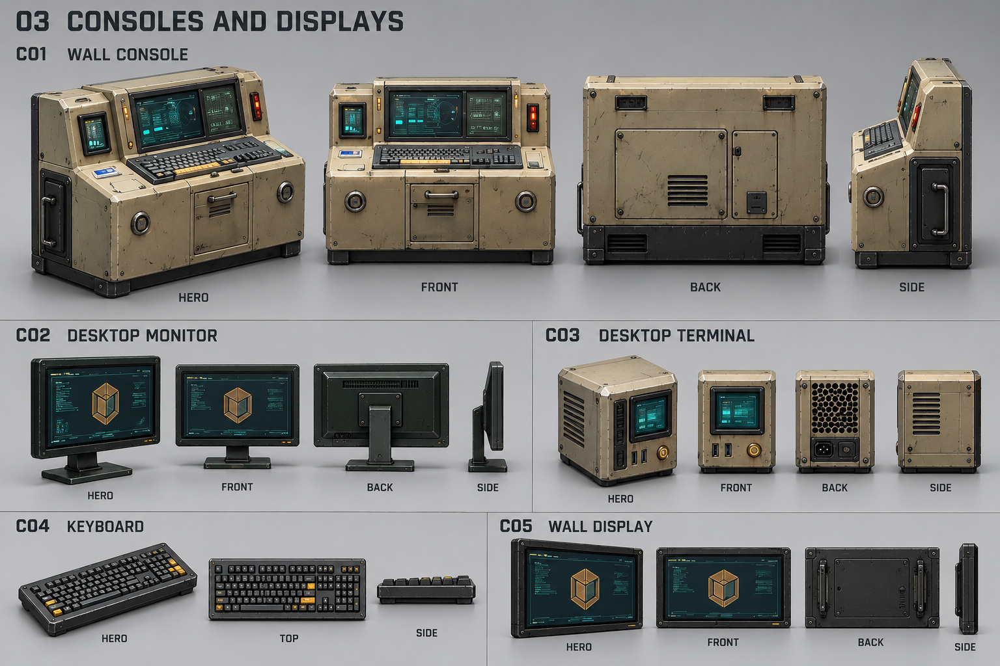 03 CONSOLES AND DISPLAYS
C01 WALL CONSOLE
HERO
FRONT
BACK
SIDE
C02 DESKTOP MONITOR
HERO
FRONT
BACK
SIDE
C03 DESKTOP TERMINAL
HERO
FRONT
BACK
SIDE
C04 KEYBOARD
HERO
TOP
SIDE
C05 WALL DISPLAY
HERO
FRONT
BACK
SIDE